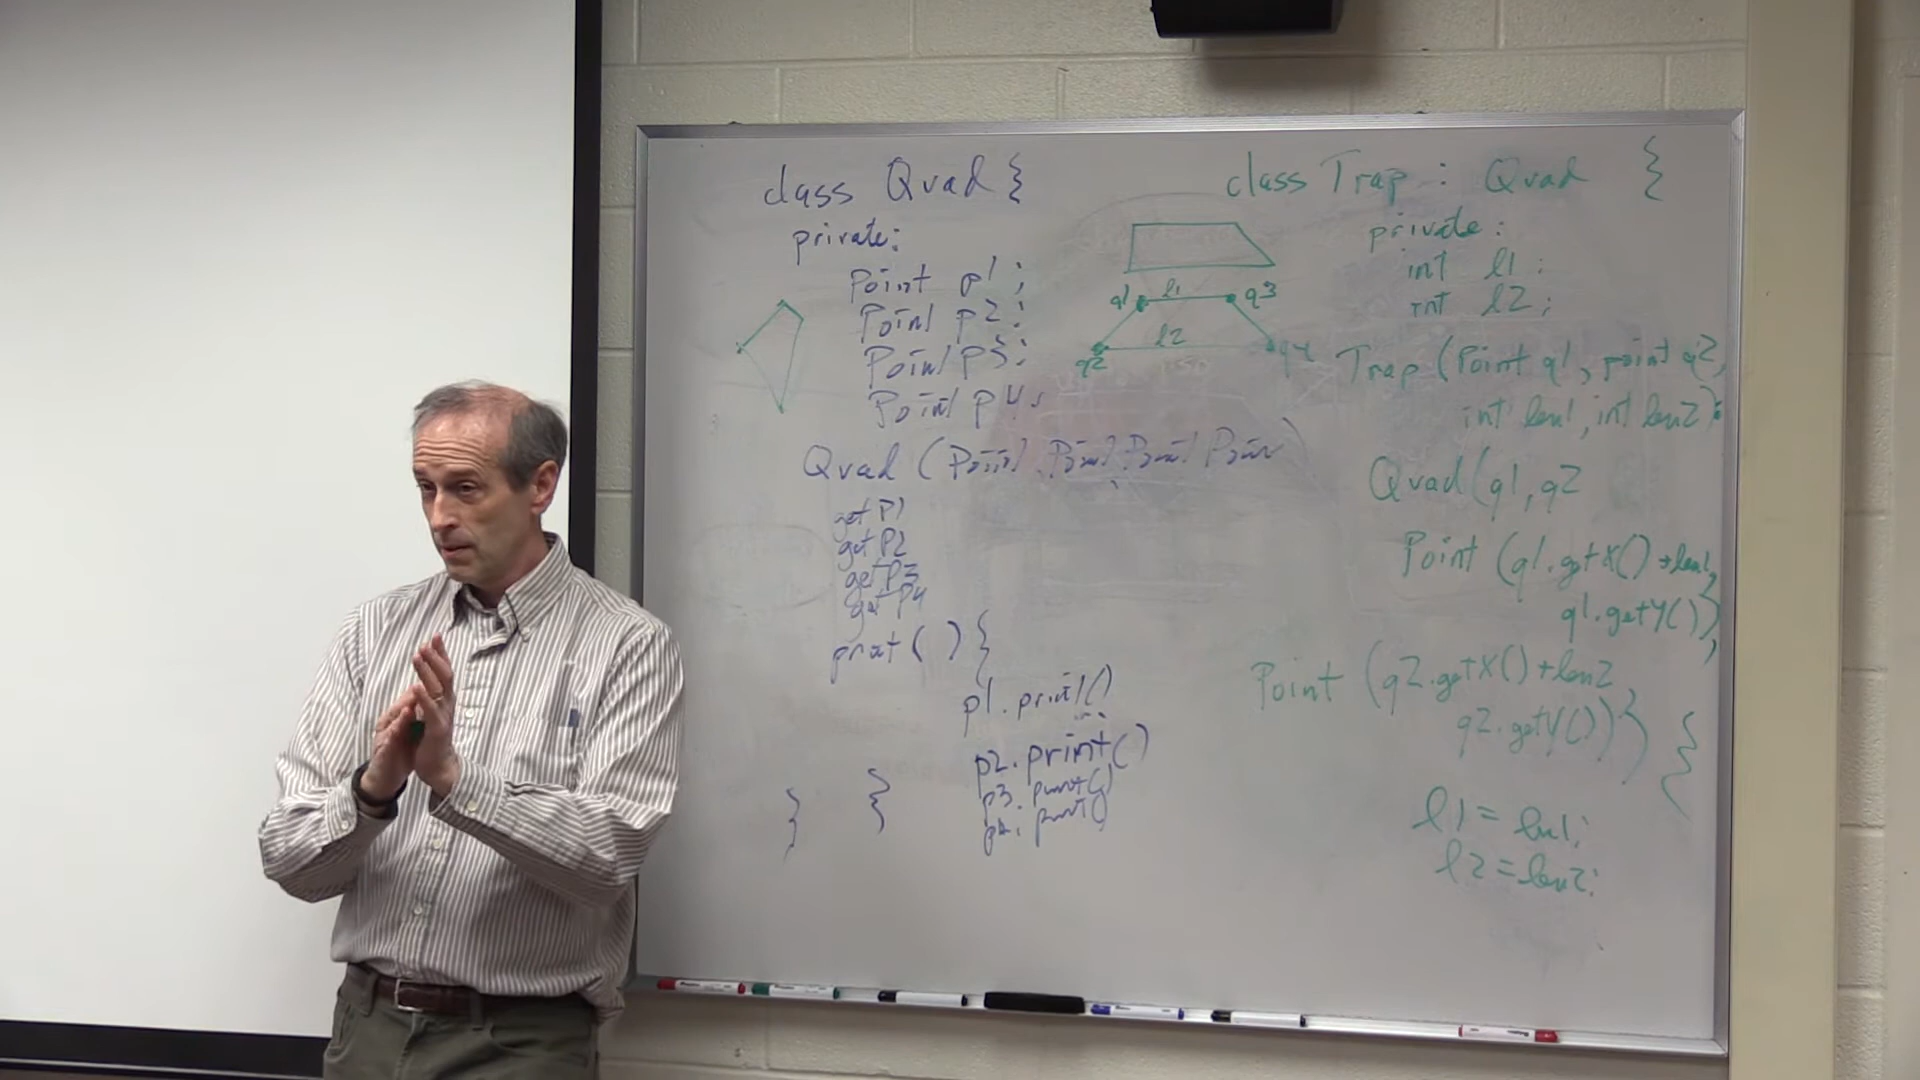 class Quad {
private:
Point p1;
Point p2;
Point p3;
Point p4;
Quad (Point, Point, Point Point)
get P1
get P2
get P3
get P4
print ( ) {
p1. print()
p2. print()
p3. print()
p4. print()
}
}
q1 l1 q3
l2
q2 q4
class Trap : Quad {
private:
int l1;
int l2;
Trap (Point q1, point q2,
int len1, int len2):
Quad (q1, q2
Point (q1.getX()+len1,
q1.getY()),
Point (q2.getX()+len2
q2.getY())) {
l1 = len1;
l2 = len2;